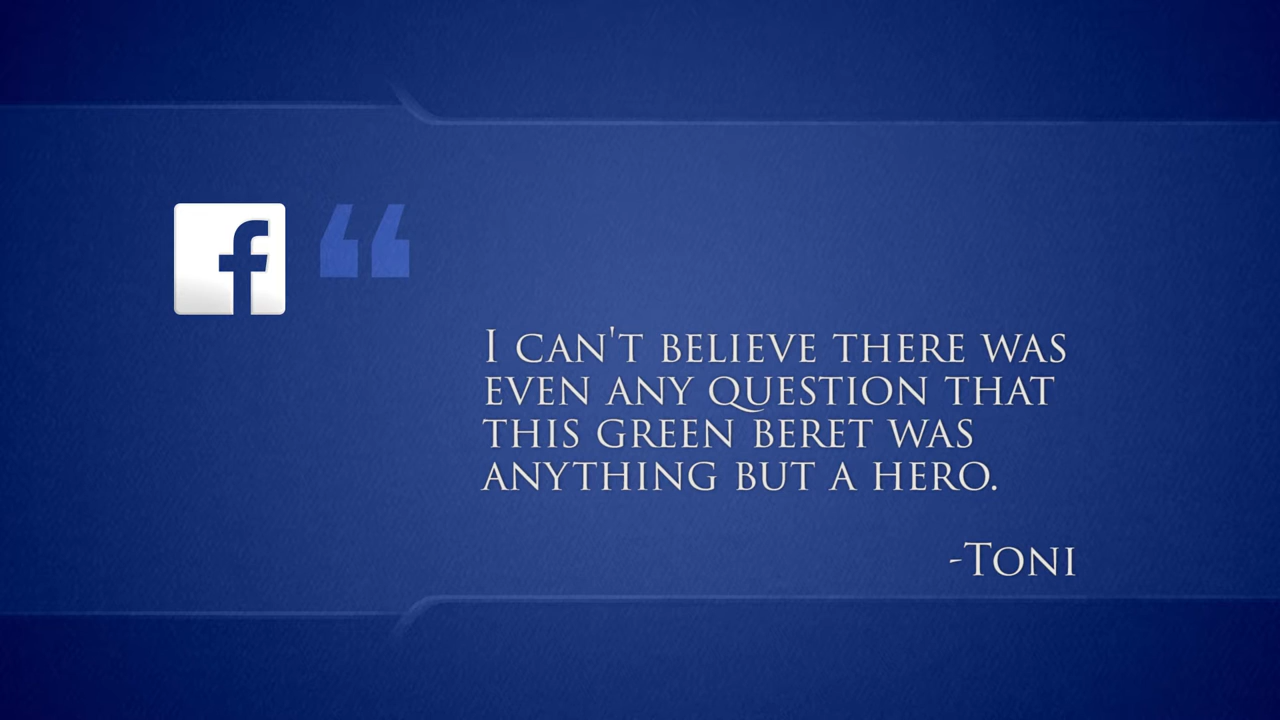 “
I CAN'T BELIEVE THERE WAS
EVEN ANY QUESTION THAT
THIS GREEN BERET WAS
ANYTHING BUT A HERO.
-TONI